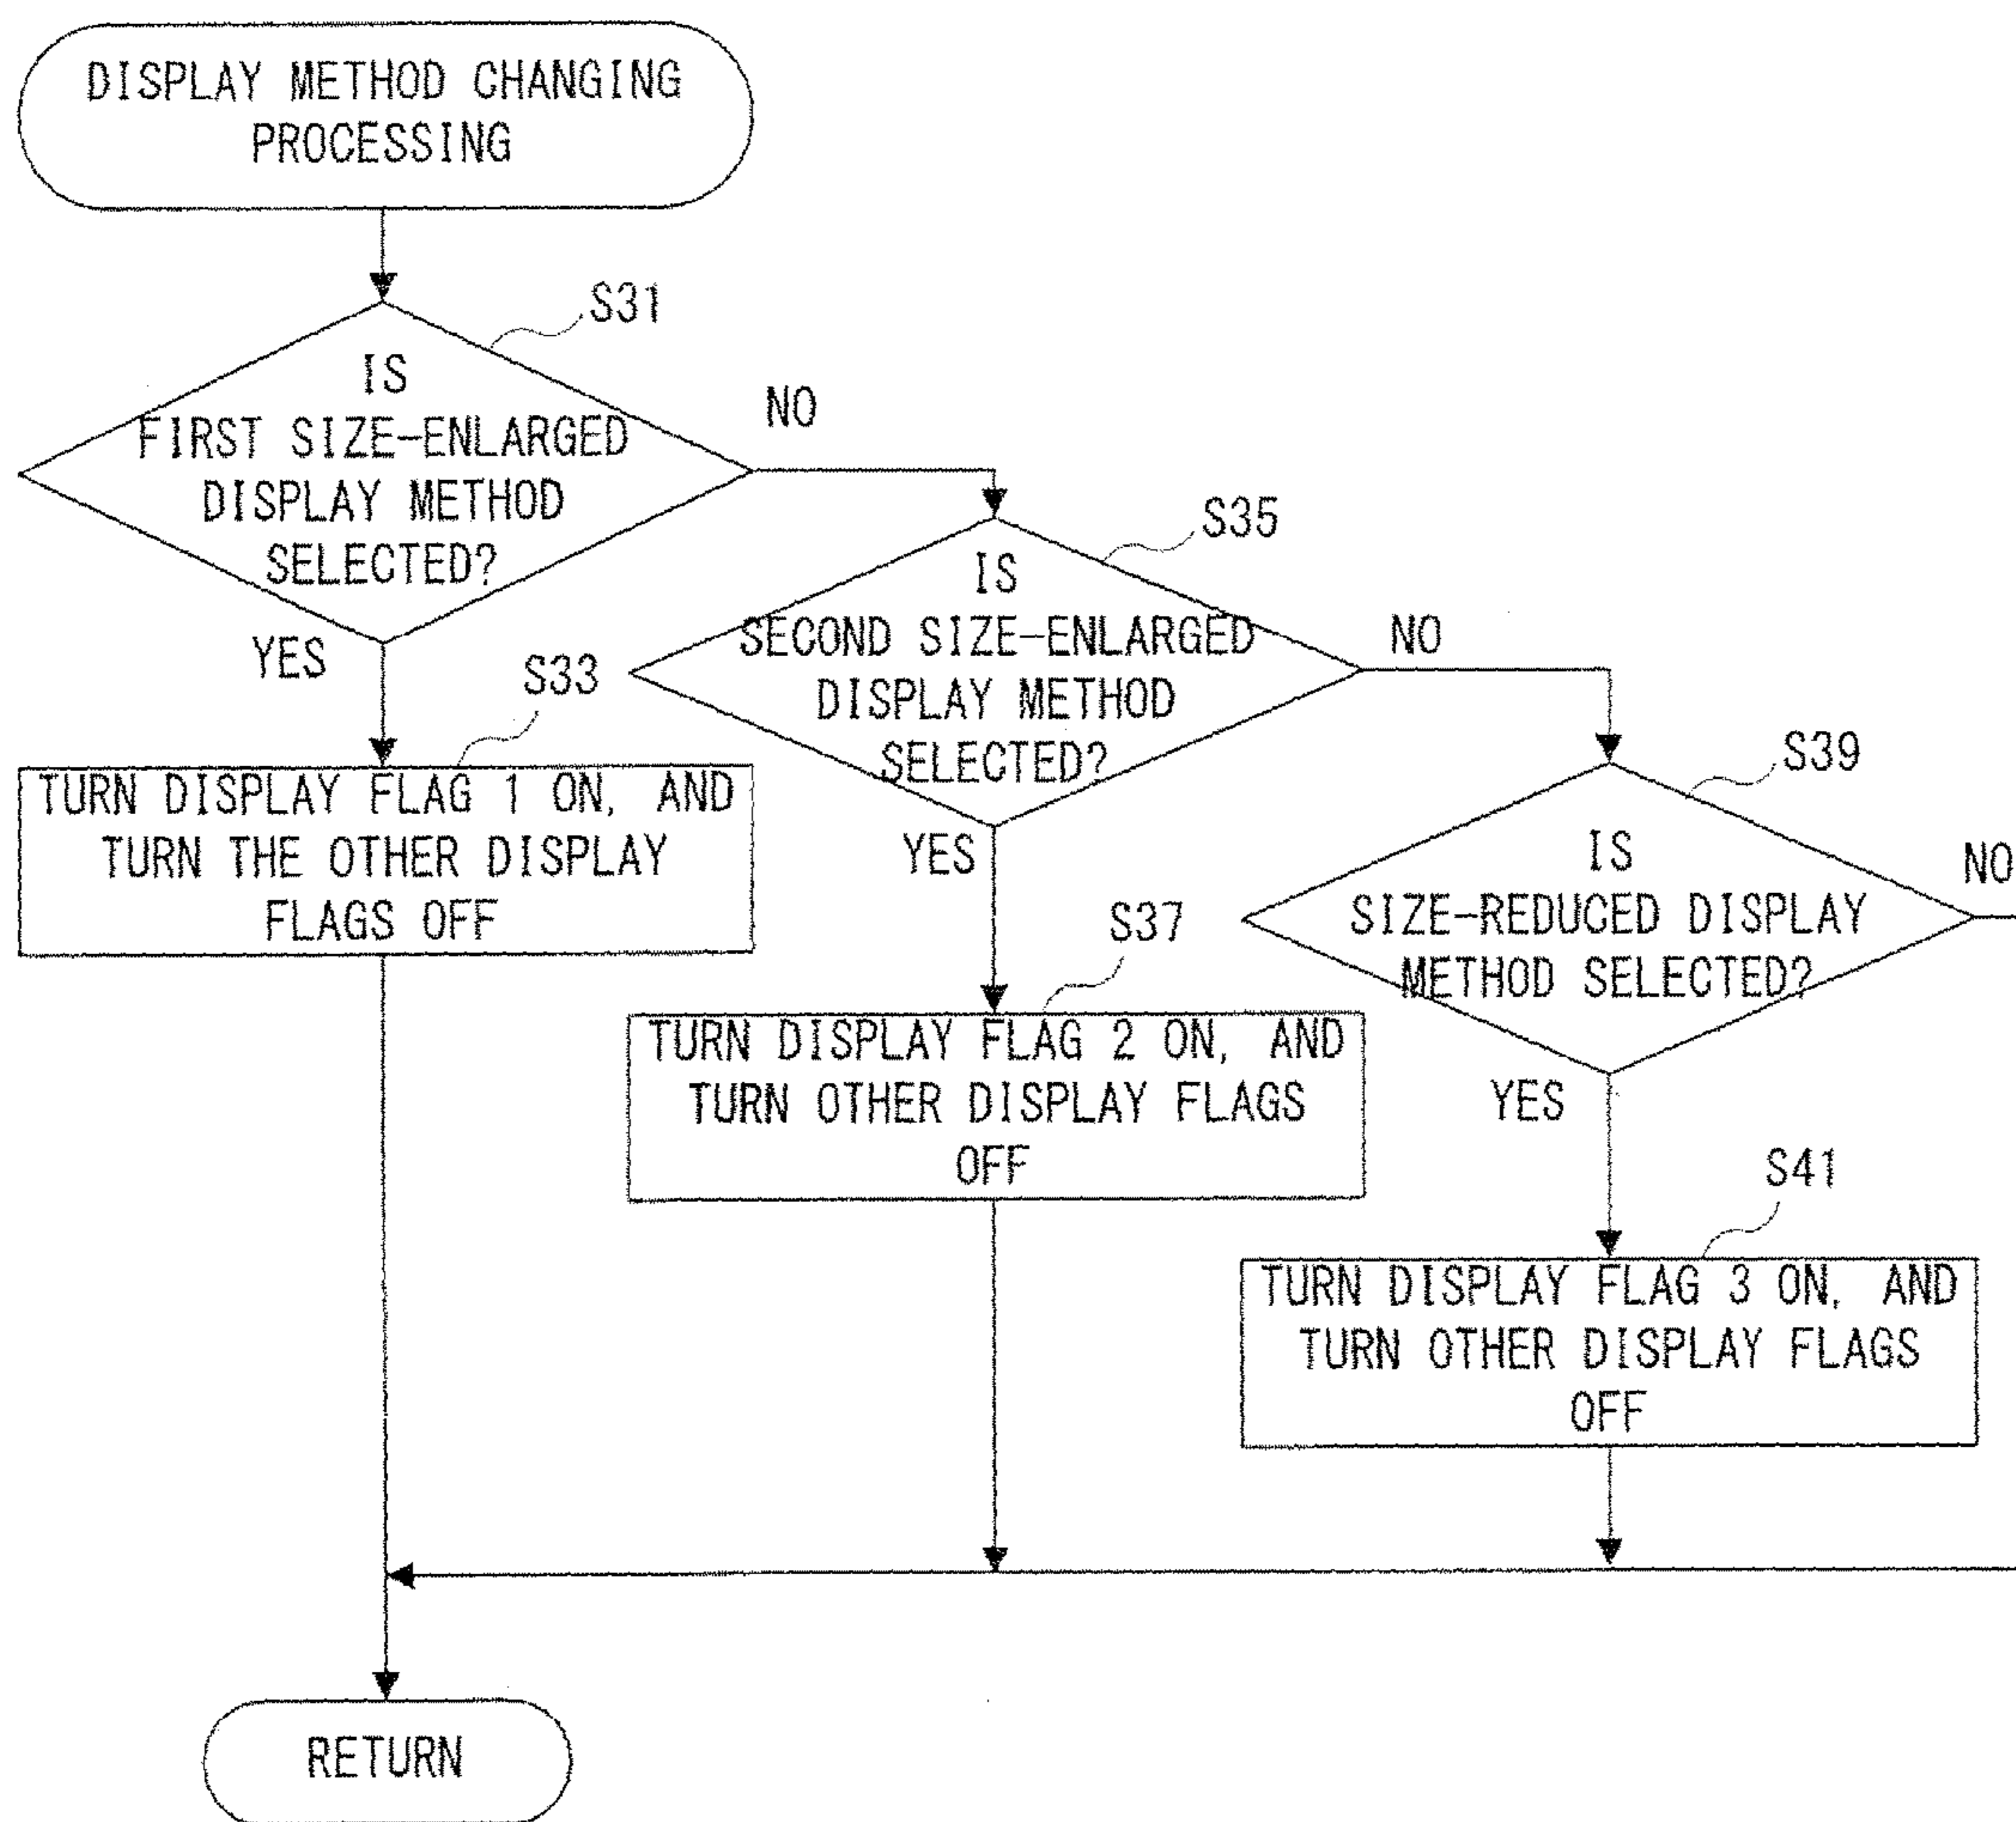 DISPLAY METHOD CHANGING
PROCESSING
S31
IS
FIRST SIZE-ENLARGED
DISPLAY METHOD
SELECTED?
NO
YES
S33
TURN DISPLAY FLAG 1 ON, AND
TURN THE OTHER DISPLAY
FLAGS OFF
S35
IS
SECOND SIZE-ENLARGED
DISPLAY METHOD
SELECTED?
NO
YES
S37
TURN DISPLAY FLAG 2 ON, AND
TURN OTHER DISPLAY FLAGS
OFF
S39
IS
SIZE-REDUCED DISPLAY
METHOD SELECTED?
NO
YES
S41
TURN DISPLAY FLAG 3 ON, AND
TURN OTHER DISPLAY FLAGS
OFF
RETURN